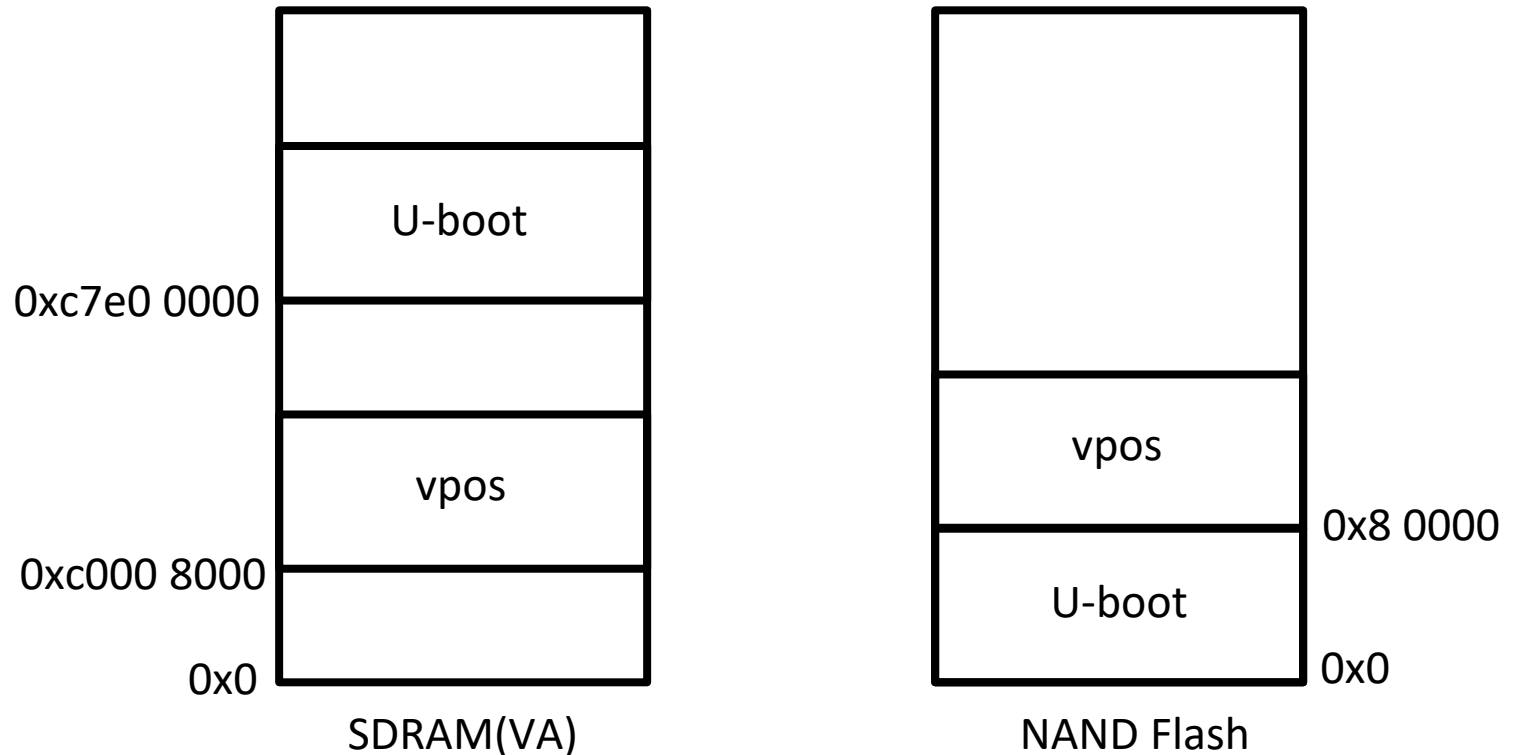 U-boot
0xc7e0 0000
vpos
0xc000 8000
0x0
SDRAM(VA)
vpos
0x8 0000
U-boot
0x0
NAND Flash